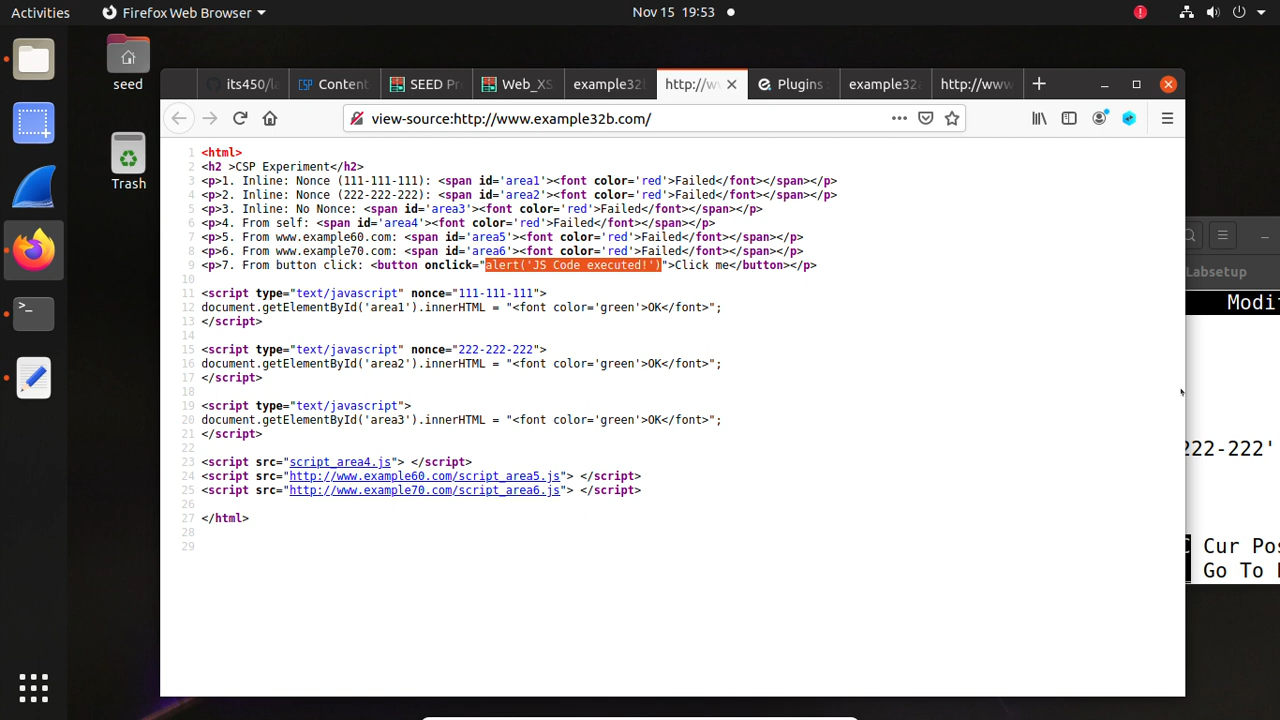 Activities
Firefox Web Browser
Nov 15 19:53
seed
Trash
its450/la
Content
SEED Pr
Web_XS
example32b
http://ww
Plugins
example32a
http://www
view-source:http://www.example32b.com/
1 <html>
2 <h2 >CSP Experiment</h2>
3 <p>1. Inline: Nonce (111-111-111): <span id='area1'><font color='red'>Failed</font></span></p>
4 <p>2. Inline: Nonce (222-222-222): <span id='area2'><font color='red'>Failed</font></span></p>
5 <p>3. Inline: No Nonce: <span id='area3'><font color='red'>Failed</font></span></p>
6 <p>4. From self: <span id='area4'><font color='red'>Failed</font></span></p>
7 <p>5. From www.example60.com: <span id='area5'><font color='red'>Failed</font></span></p>
8 <p>6. From www.example70.com: <span id='area6'><font color='red'>Failed</font></span></p>
9 <p>7. From button click: <button onclick="alert('JS Code executed!')">Click me</button></p>
10
11 <script type="text/javascript" nonce="111-111-111">
12 document.getElementById('area1').innerHTML = "<font color='green'>OK</font>";
13 </script>
14
15 <script type="text/javascript" nonce="222-222-222">
16 document.getElementById('area2').innerHTML = "<font color='green'>OK</font>";
17 </script>
18
19 <script type="text/javascript">
20 document.getElementById('area3').innerHTML = "<font color='green'>OK</font>";
21 </script>
22
23 <script src="script_area4.js"> </script>
24 <script src="http://www.example60.com/script_area5.js"> </script>
25 <script src="http://www.example70.com/script_area6.js"> </script>
26
27 </html>
28
29
Labsetup
Modi
222-222'
C Cur Pos
Go To